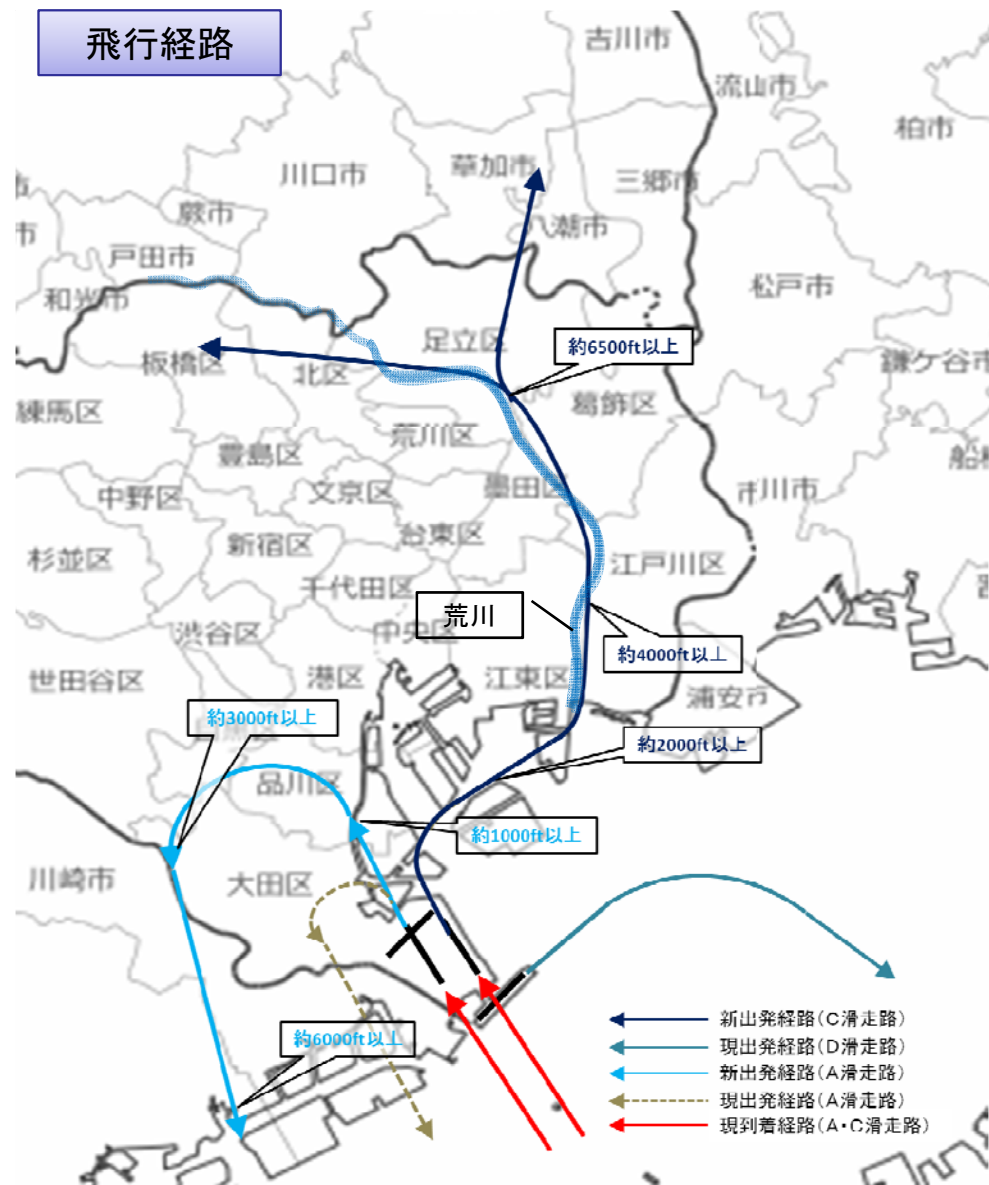 飛行経路
吉川市
流山市
柏市
川口市
草加市
三郷市
蕨市
八潮市
市
市
戸田市
和光市
松戸市
足立区
約6500ft以上
板橋区
北区
鎌ケ谷市
練馬区
葛飾区
荒川区
豊島区
船橋
中野区
文京区
墨田区
市川市
新宿区
台東区
杉並区
江戸川区
千代田区
荒川
渋谷区
中央区
約4000ft以上
世田谷区
港区
江東区
浦安市
約3000ft以上
目黒区
約2000ft以上
品川区
約1000ft以上
川崎市
大田区
新出発経路(C滑走路)
約6000ft以上
現出発経路(D滑走路)
新出発経路(A滑走路)
現出発経路(A滑走路)
現到着経路(A・C滑走路)